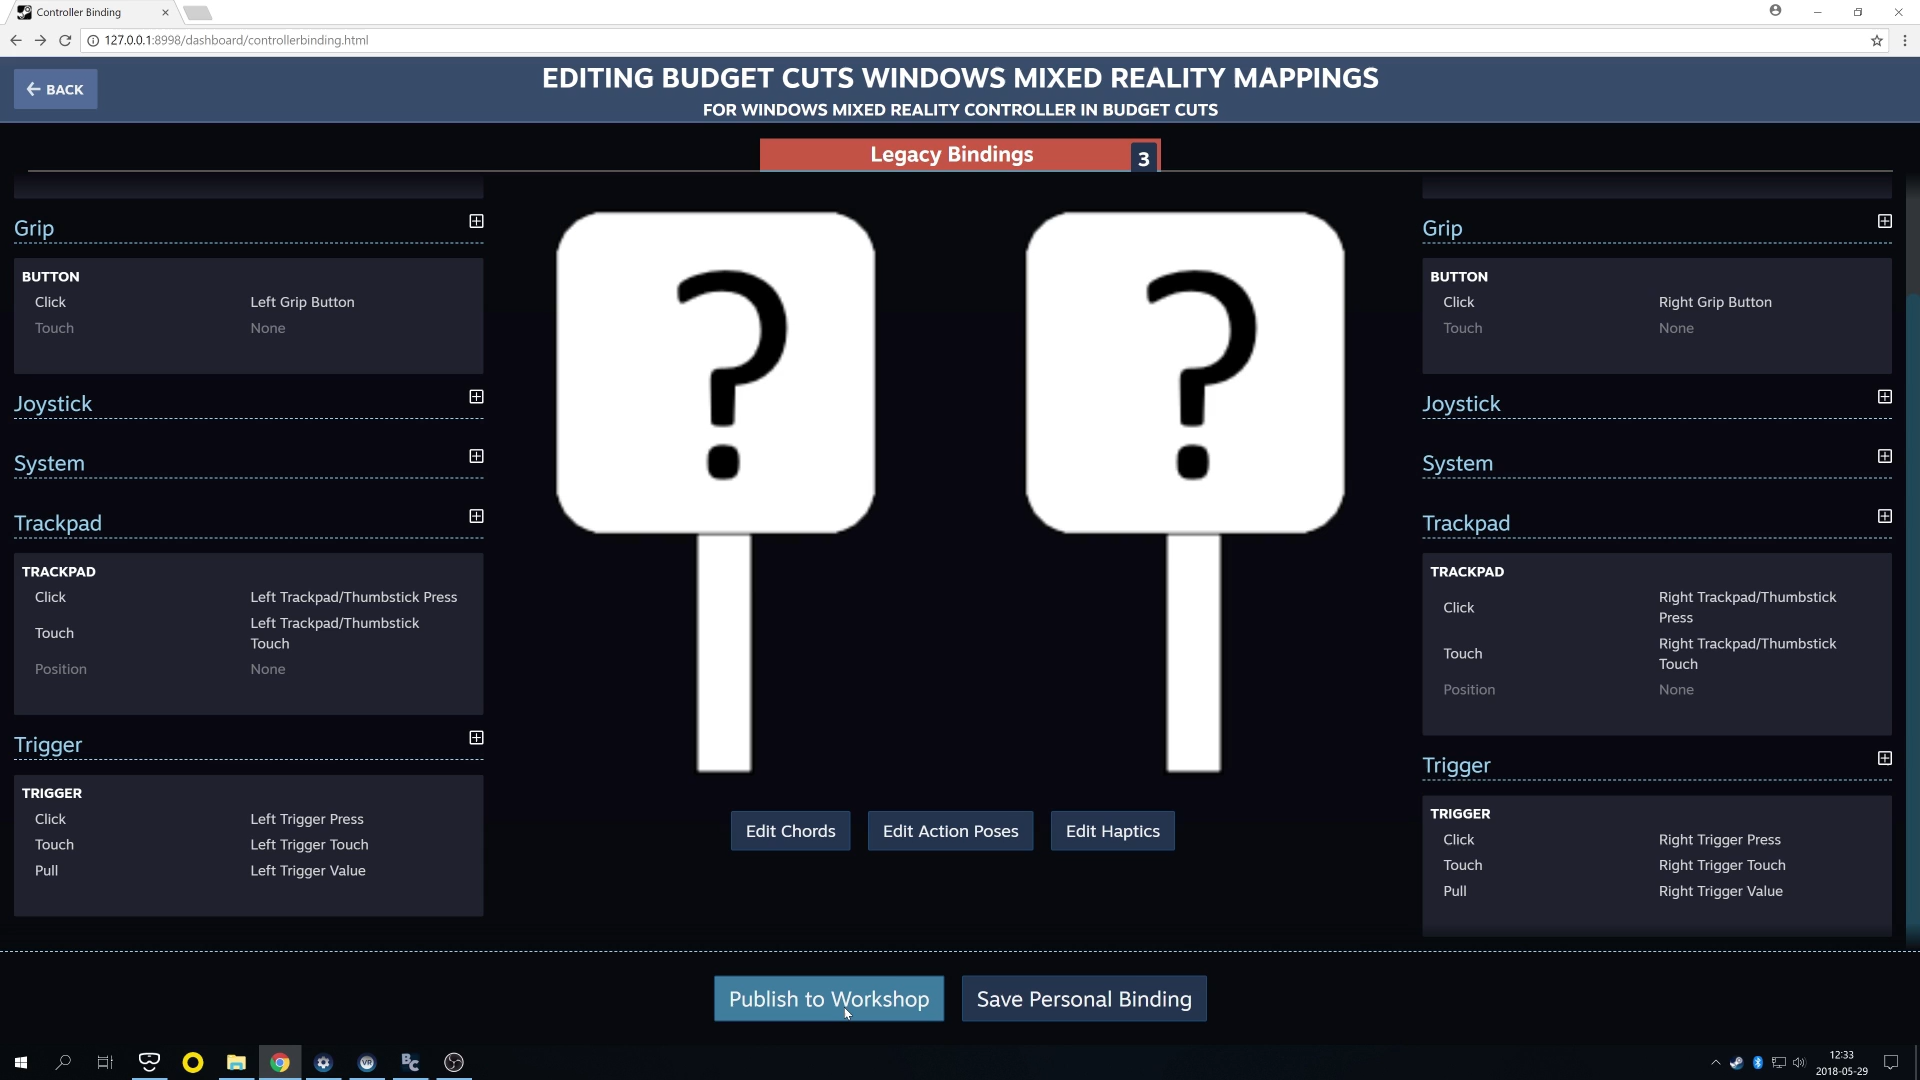 Controller Binding
127.0.0.1:8998/dashboard/controllerbinding.html
BACK
EDITING BUDGET CUTS WINDOWS MIXED REALITY MAPPINGS
FOR WINDOWS MIXED REALITY CONTROLLER IN BUDGET CUTS
Legacy Bindings 3
Grip
BUTTON
Click Left Grip Button
Touch None
Joystick
System
Trackpad
TRACKPAD
Click Left Trackpad/Thumbstick Press
Touch Left Trackpad/Thumbstick
Touch
Position None
Trigger
TRIGGER
Click Left Trigger Press
Touch Left Trigger Touch
Pull Left Trigger Value
?
?
Edit Chords
Edit Action Poses
Edit Haptics
Grip
BUTTON
Click Right Grip Button
Touch None
Joystick
System
Trackpad
TRACKPAD
Click Right Trackpad/Thumbstick
Press
Touch Right Trackpad/Thumbstick
Touch
Position None
Trigger
TRIGGER
Click Right Trigger Press
Touch Right Trigger Touch
Pull Right Trigger Value
Publish to Workshop
Save Personal Binding
VR
BC
12:33
2018-05-29